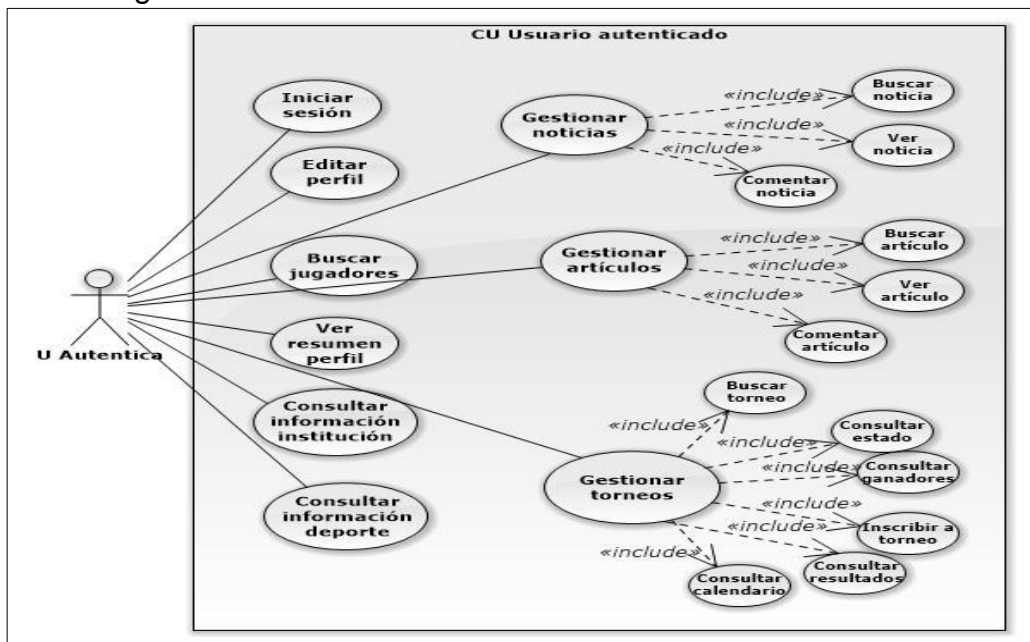 CU Usuario autenticado
Iniciar
sesión
Editar
perfil
Buscar
jugadores
Ver
resumen
perfil
Consultar
información
institución
Consultar
información
deporte
U Autentica
Gestionar
noticias
«include»
Buscar
noticia
«include»
Ver
noticia
«include»
Comentar
noticia
Gestionar
artículos
«include»
Buscar
artículo
«include»
Ver
artículo
«include»
Comentar
artículo
Gestionar
torneos
«include»
Buscar
torneo
«include»
Consultar
estado
«include»
Consultar
ganadores
«include»
Inscribir a
torneo
«include»
Consultar
resultados
«include»
Consultar
calendario